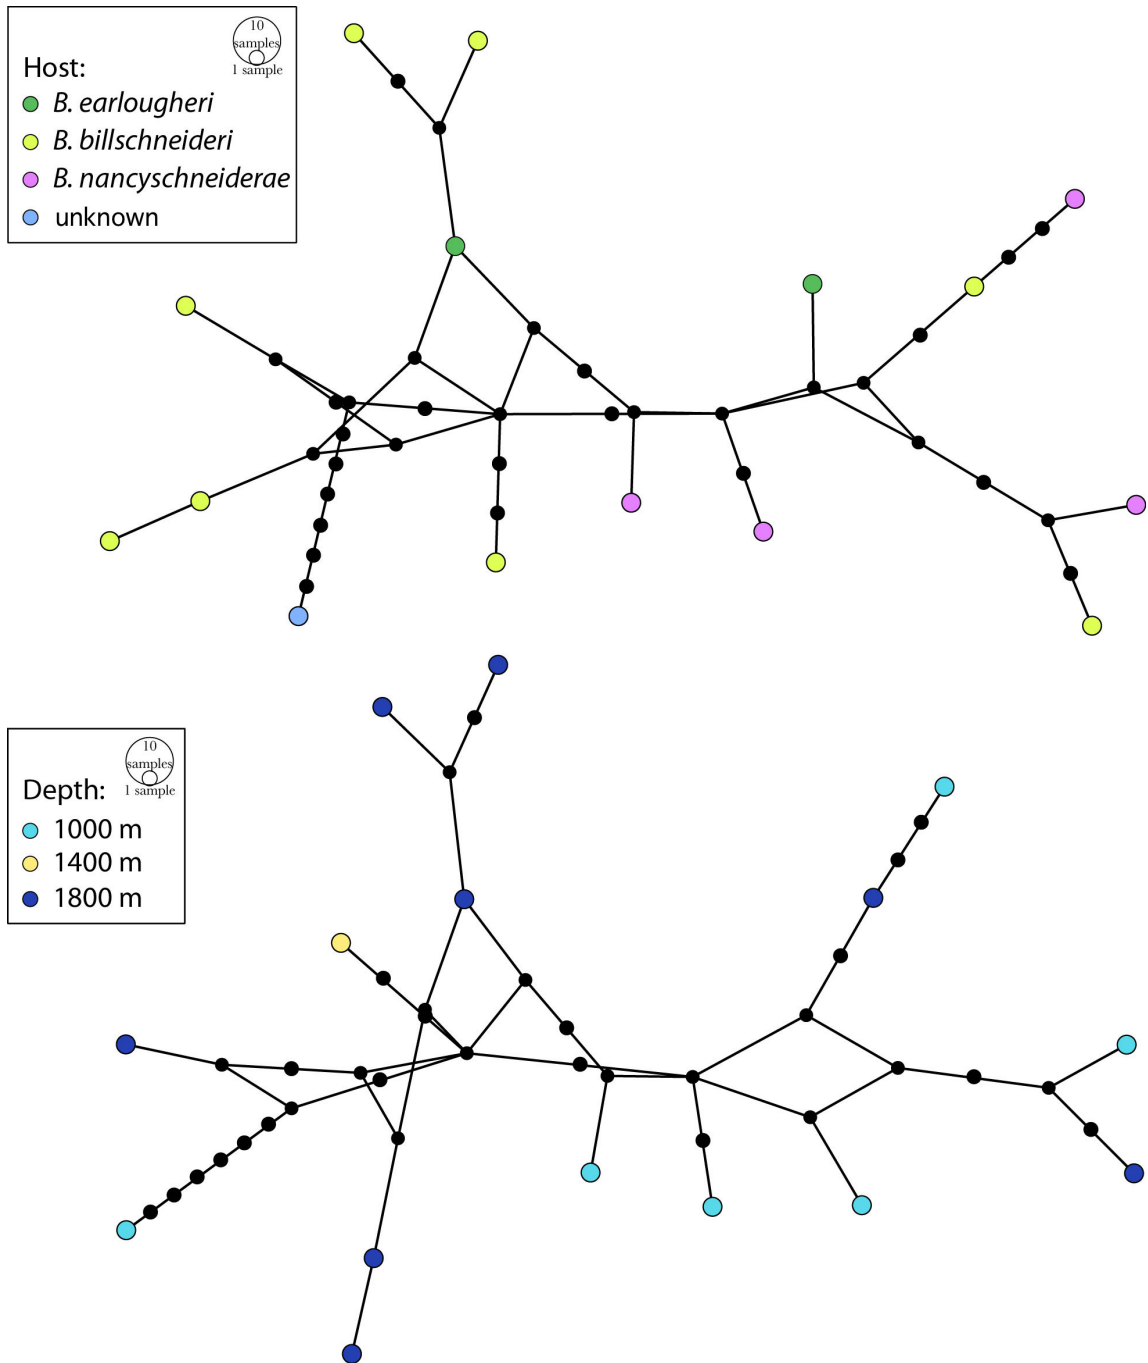 10
samples
1 sample
Host:
B. earlougheri
B. billschneideri
B. nancyschneiderae
unknown
10
samples
1 sample
Depth:
1000 m
1400 m
1800 m